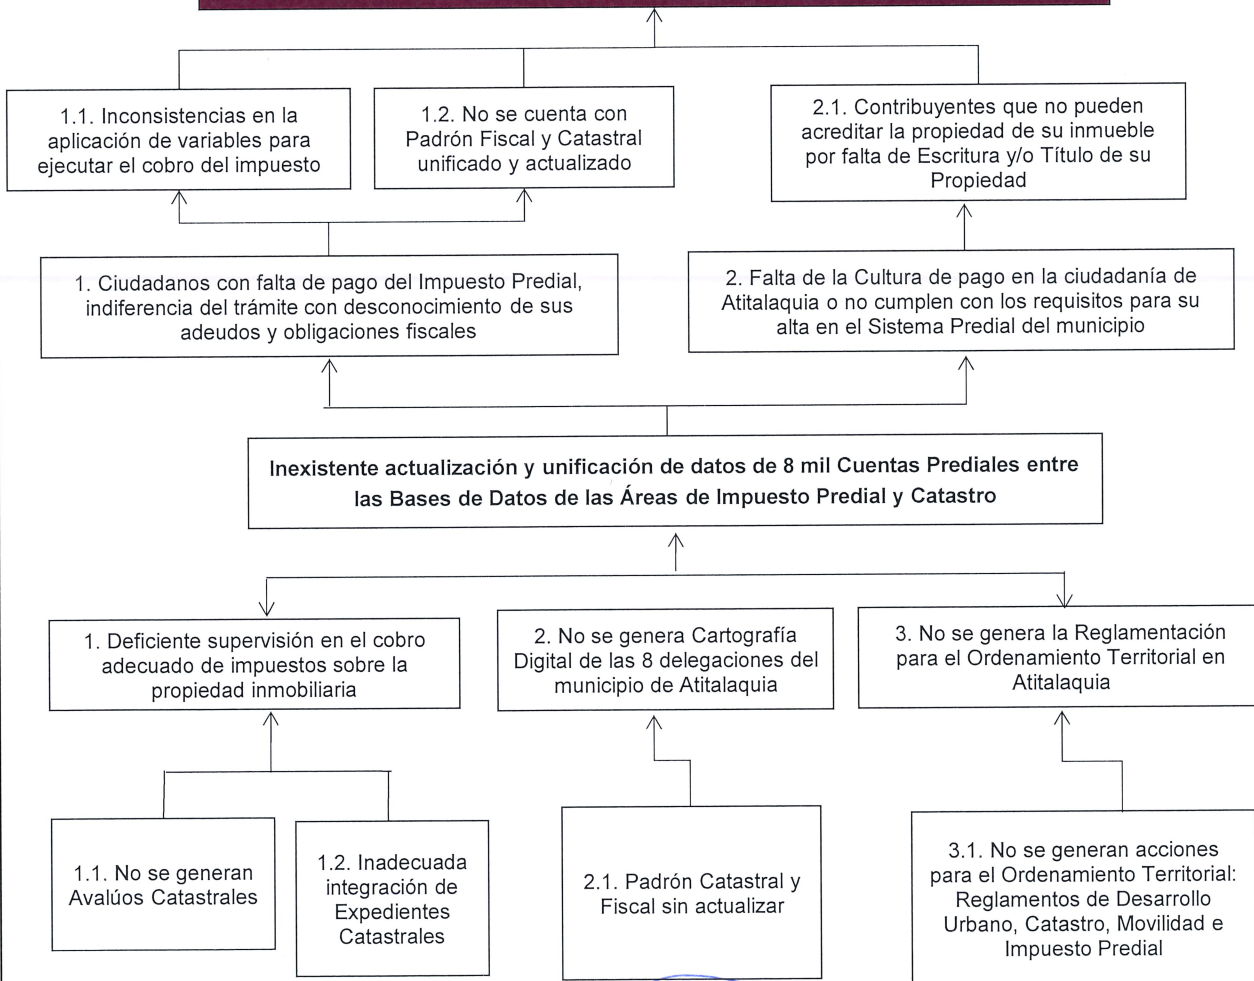 1.1. Inconsistencias en la
aplicación de variables para
ejecutar el cobro del impuesto
1.2. No se cuenta con
Padrón Fiscal y Catastral
unificado y actualizado
2.1. Contribuyentes que no pueden
acreditar la propiedad de su inmueble
por falta de Escritura y/o Título de su
Propiedad
1. Ciudadanos con falta de pago del Impuesto Predial,
indiferencia del trámite con desconocimiento de sus
adeudos y obligaciones fiscales
2. Falta de la Cultura de pago en la ciudadanía de
Atitalaquia o no cumplen con los requisitos para su
alta en el Sistema Predial del municipio
Inexistente actualización y unificación de datos de 8 mil Cuentas Prediales entre
las Bases de Datos de las Áreas de Impuesto Predial y Catastro
1. Deficiente supervisión en el cobro
adecuado de impuestos sobre la
propiedad inmobiliaria
2. No se genera Cartografía
Digital de las 8 delegaciones del
municipio de Atitalaquia
3. No se genera la Reglamentación
para el Ordenamiento Territorial en
Atitalaquia
1.1. No se generan
Avalúos Catastrales
1.2. Inadecuada
integración de
Expedientes
Catastrales
2.1. Padrón Catastral y
Fiscal sin actualizar
3.1. No se generan acciones
para el Ordenamiento Territorial:
Reglamentos de Desarrollo
Urbano, Catastro, Movilidad e
Impuesto Predial